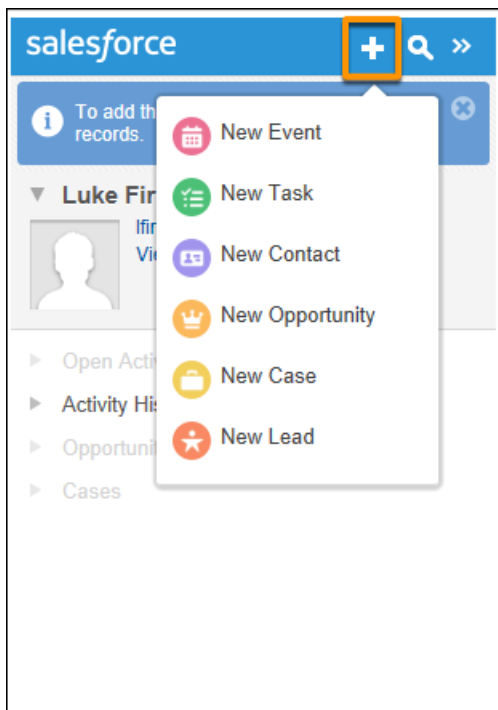 salesforce
To add th
records.
New Event
New Task
New Contact
New Opportunity
New Case
New Lead
Luke Fir
lfir
Vie
Open Acti
Activity His
Opportuni
Cases